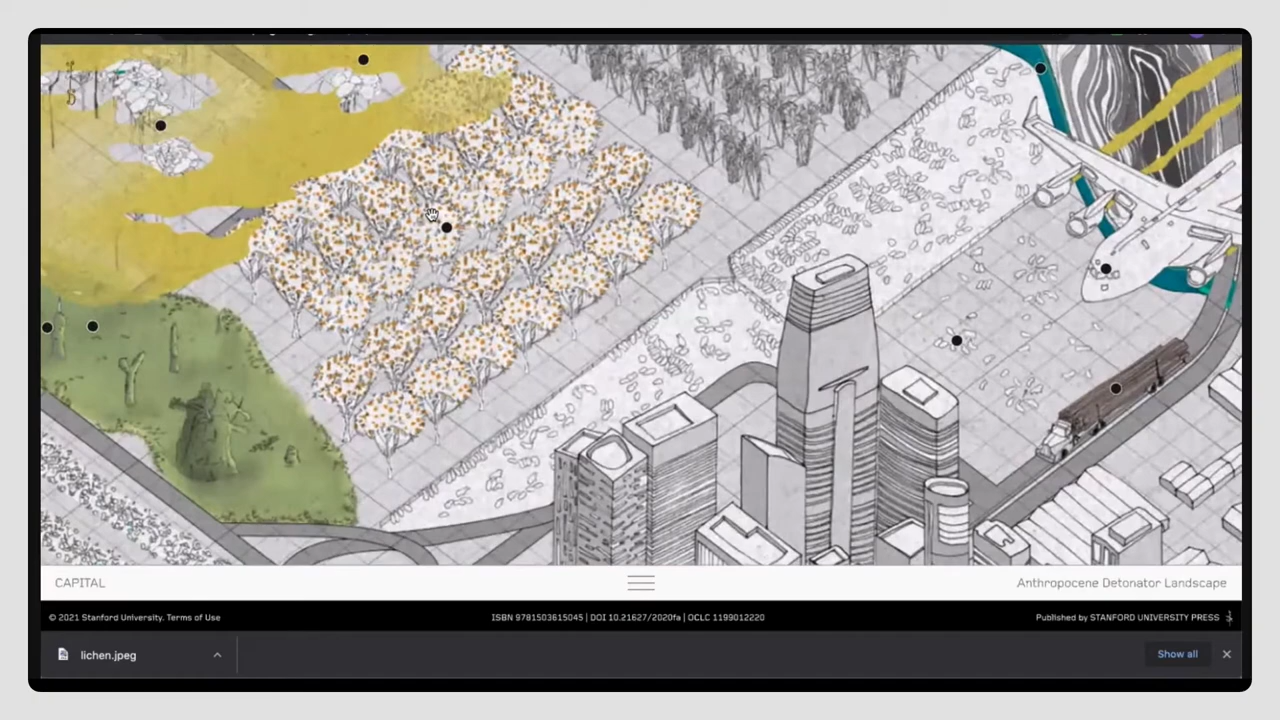 CAPITAL
Anthropocene Detonator Landscape
© 2021 Stanford University. Terms of Use
ISBN 9781503615045 | DOI 10.21627/2020fa | OCLC 1199012220
Published by STANFORD UNIVERSITY PRESS
lichen.jpeg
Show all